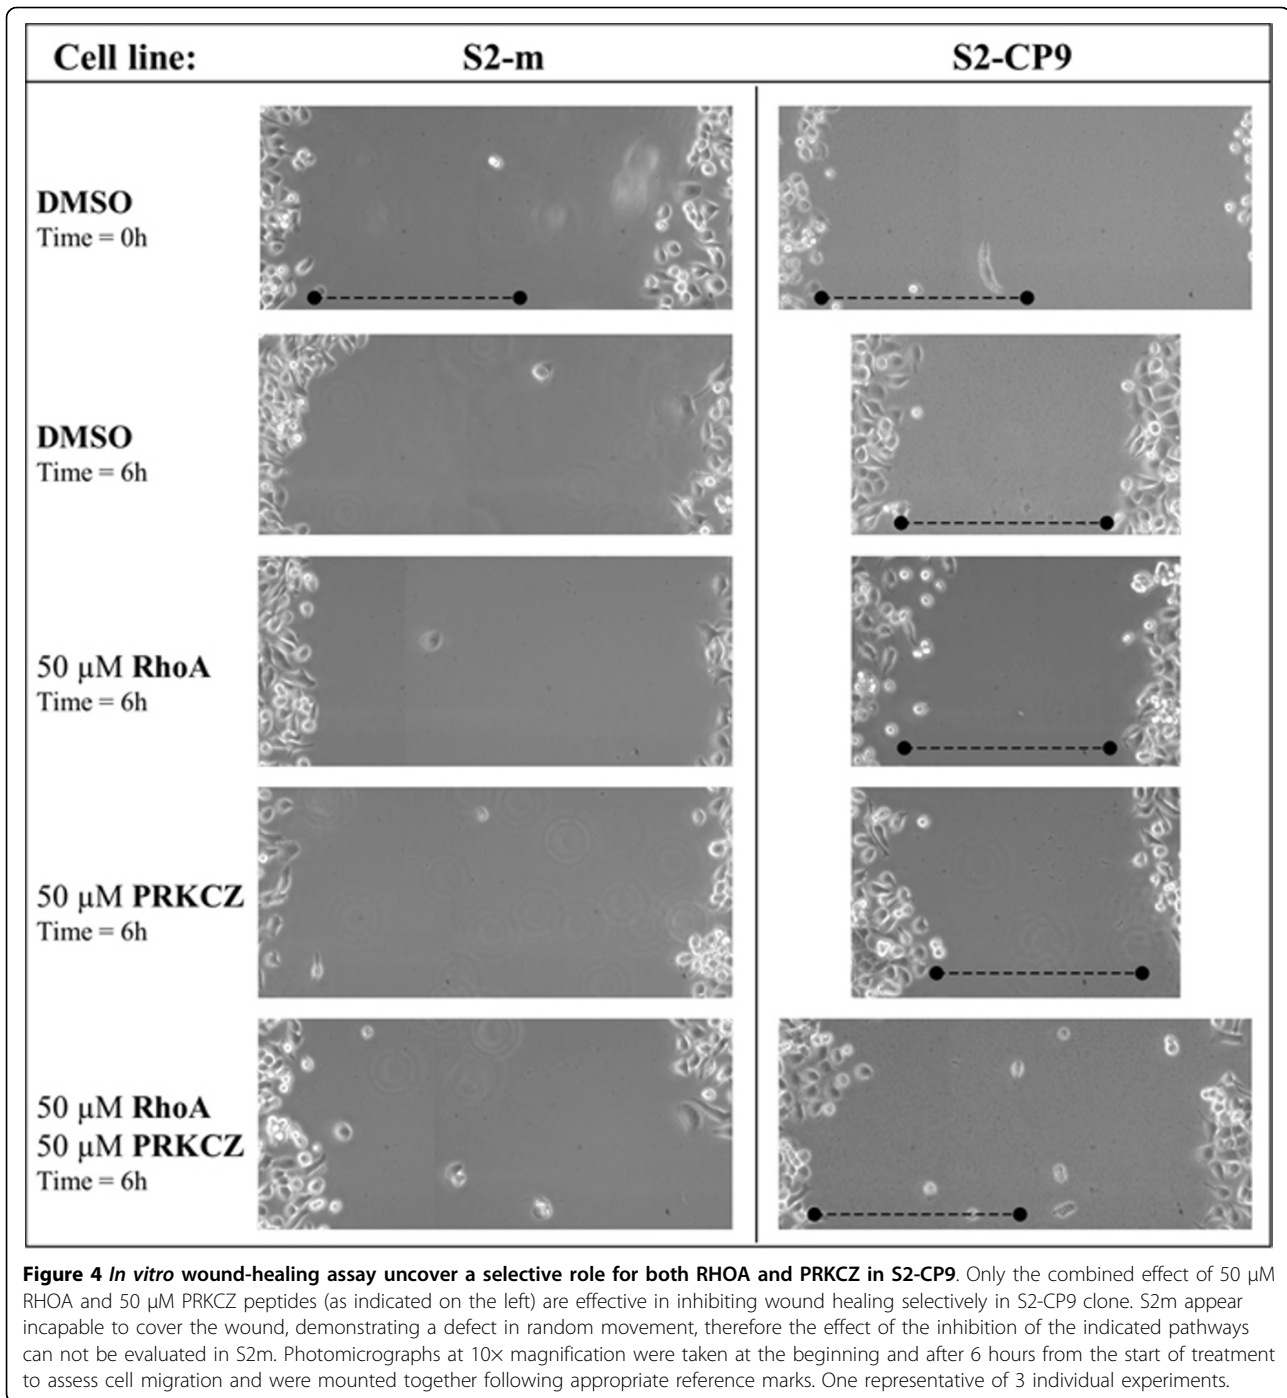 Cell line:
S2-m
S2-CP9
DMSO
Time = 0h
DMSO
Time = 6h
50 µM RhoA
Time = 6h
50 µM PRKCZ
Time = 6h
50 µM RhoA
50 µM PRKCZ
Time = 6h
Figure 4 In vitro wound-healing assay uncover a selective role for both RHOA and PRKCZ in S2-CP9. Only the combined effect of 50 µM
RHOA and 50 µM PRKCZ peptides (as indicated on the left) are effective in inhibiting wound healing selectively in S2-CP9 clone. S2m appear
incapable to cover the wound, demonstrating a defect in random movement, therefore the effect of the inhibition of the indicated pathways
can not be evaluated in S2m. Photomicrographs at 10× magnification were taken at the beginning and after 6 hours from the start of treatment
to assess cell migration and were mounted together following appropriate reference marks. One representative of 3 individual experiments.